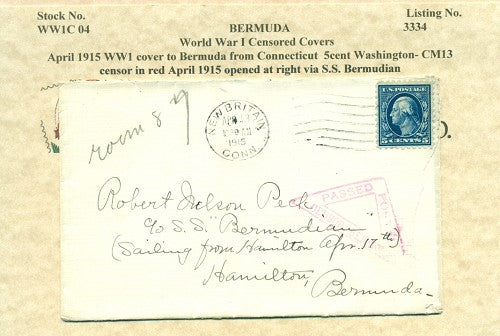 Stock No.
WW1C 04
BERMUDA
Listing No.
3334
World War I Censored Covers
April 1915 WW1 cover to Bermuda from Connecticut 5cent Washington- CM13
censor in red April 1915 opened at right via S.S. Bermudian
room 87
NEW BRITAIN
APR
1915
CONN.
U.S. POSTAGE
5 CENTS 5
Robert Nelson Peck
c/o S.S. "Bermudian"
(Sailing from Hamilton Apr. 17th)
Hamilton,
Bermuda-
PASSED